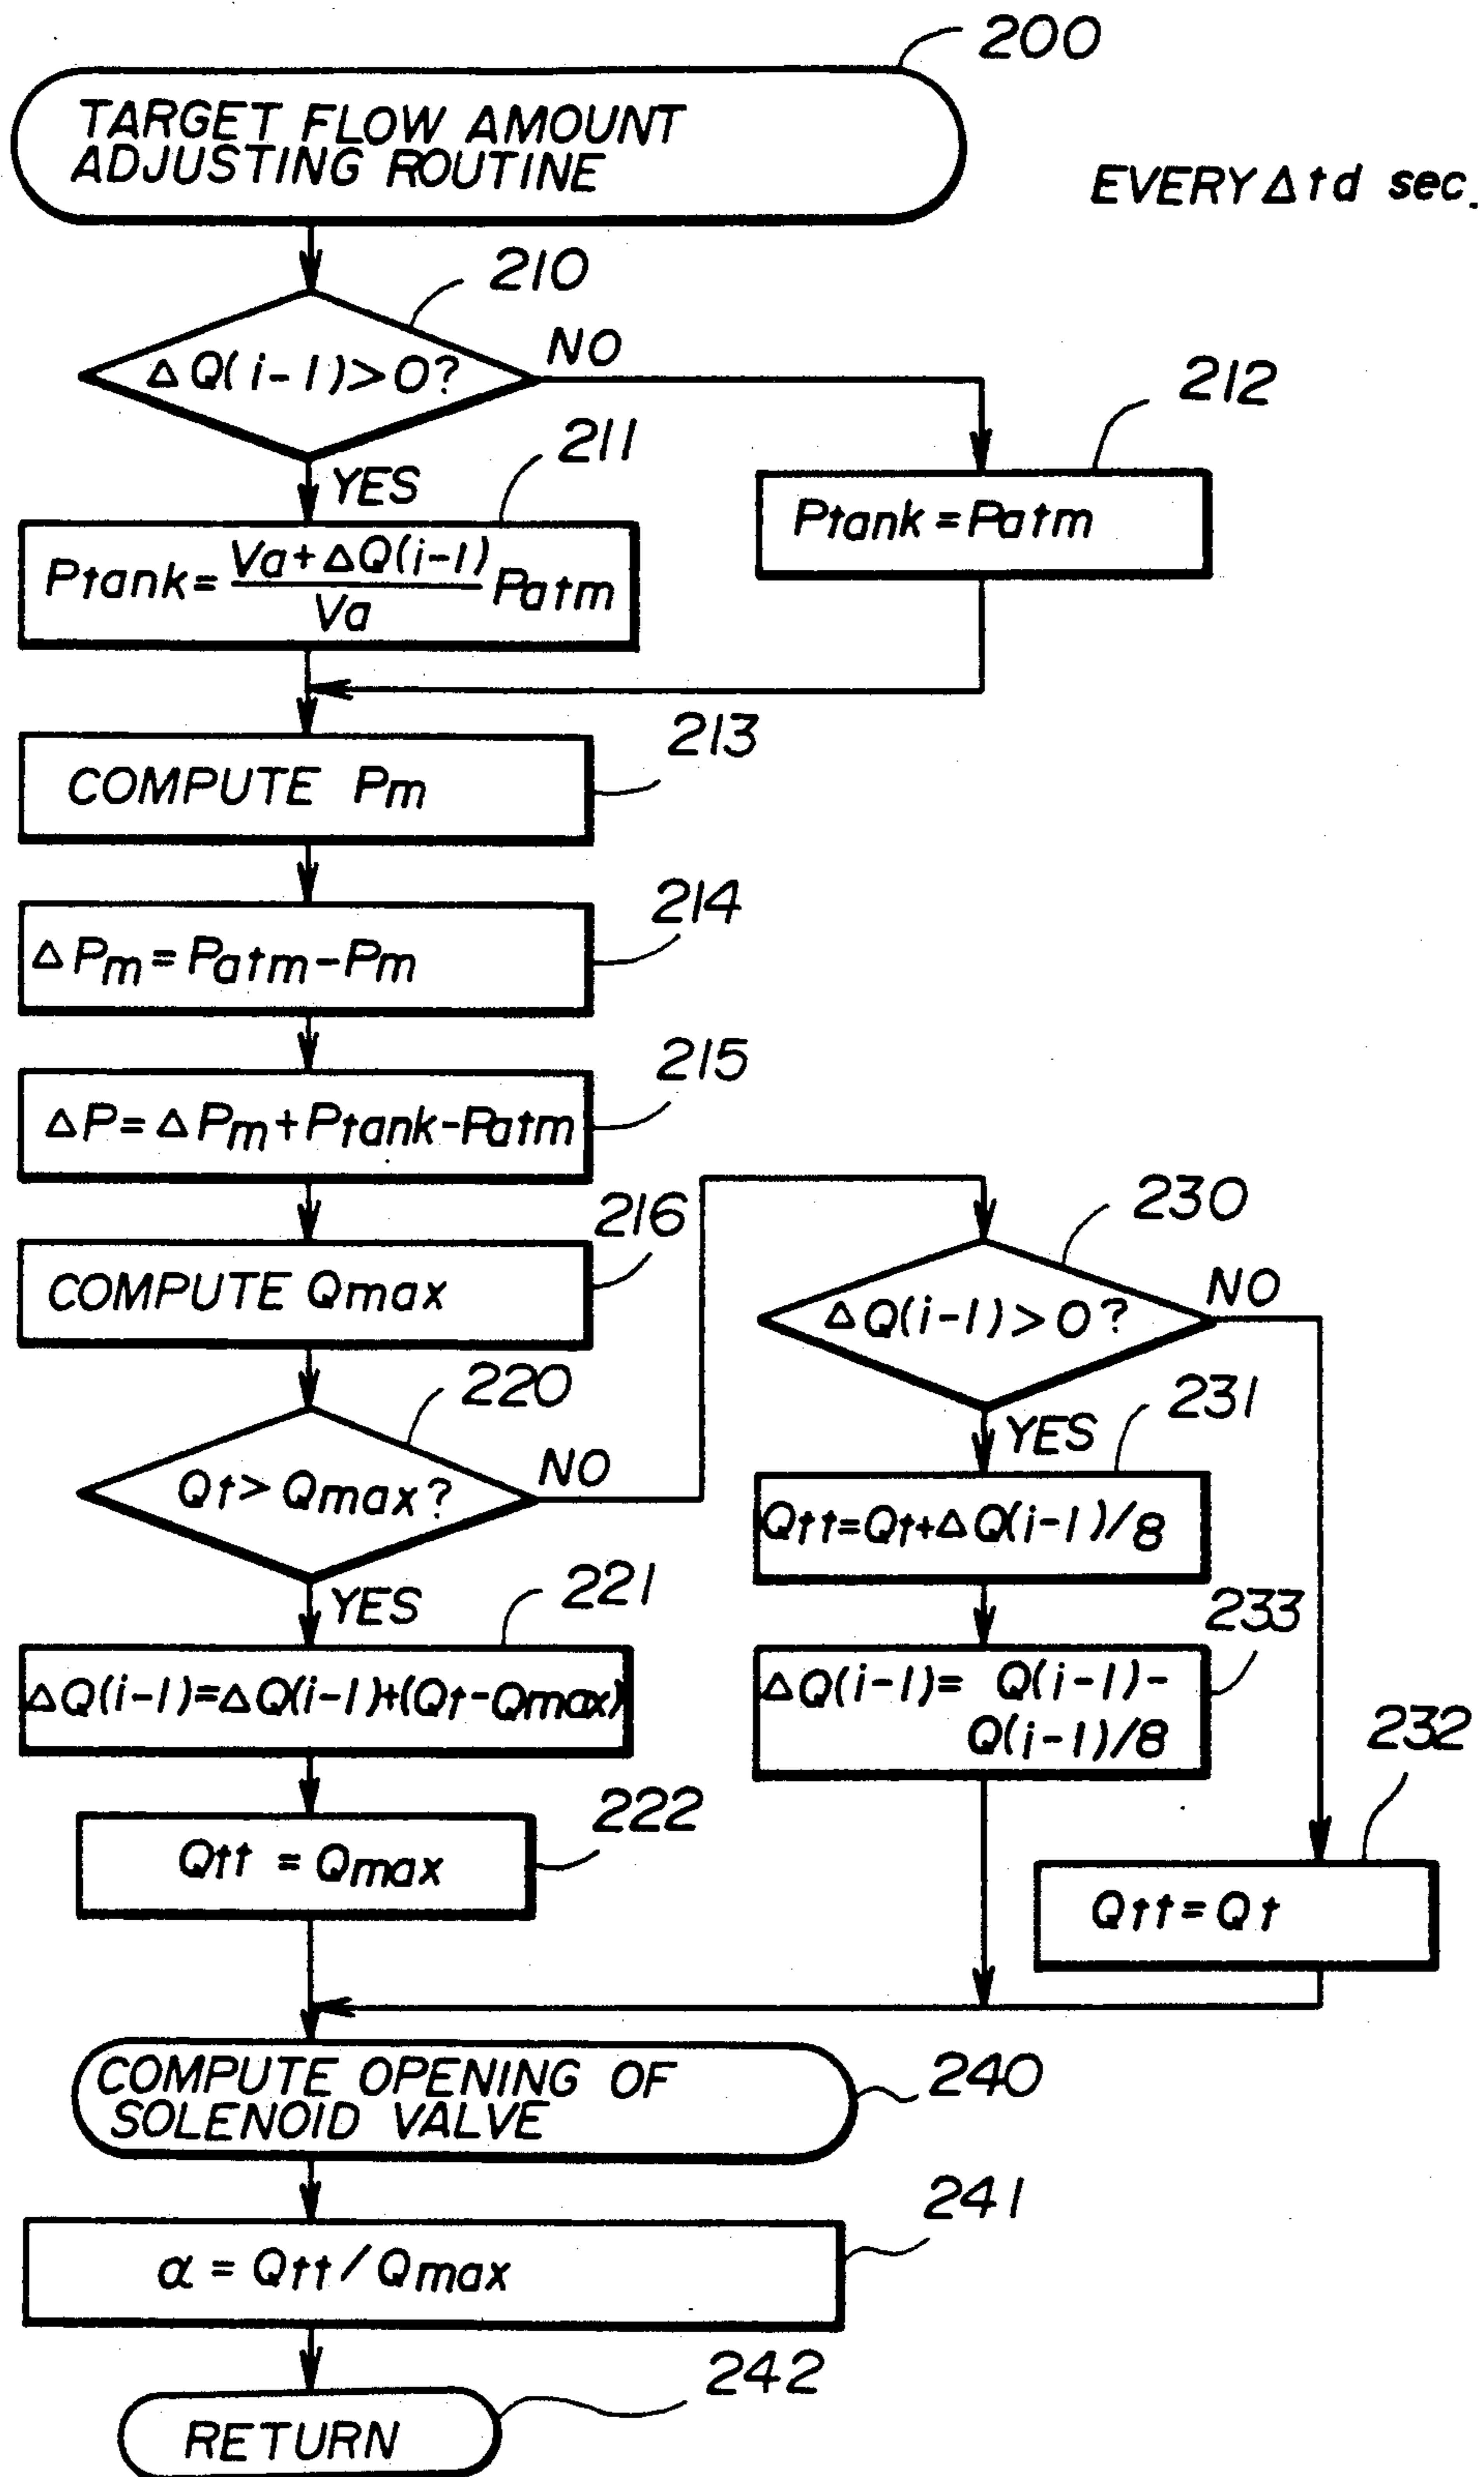 200
TARGET FLOW AMOUNT
ADJUSTING ROUTINE
EVERY Δtd sec.
210
ΔQ(i-1)>0?
NO
YES
211
Ptank = Va+ΔQ(i-1)
Va
Patm
212
Ptank = Patm
213
COMPUTE Pm
214
ΔPm = Patm-Pm
215
ΔP = ΔPm+Ptank-Patm
216
COMPUTE Qmax
220
Qt > Qmax?
NO
YES
221
ΔQ(i-1)=ΔQ(i-1)+(Qt-Qmax)
222
Qtt = Qmax
230
ΔQ(i-1)>0?
NO
YES
231
Qtt=Qt+ΔQ(i-1)/8
233
ΔQ(i-1)= Q(i-1)-
Q(i-1)/8
232
Qtt=Qt
240
COMPUTE OPENING OF
SOLENOID VALVE
241
α = Qtt/Qmax
242
RETURN